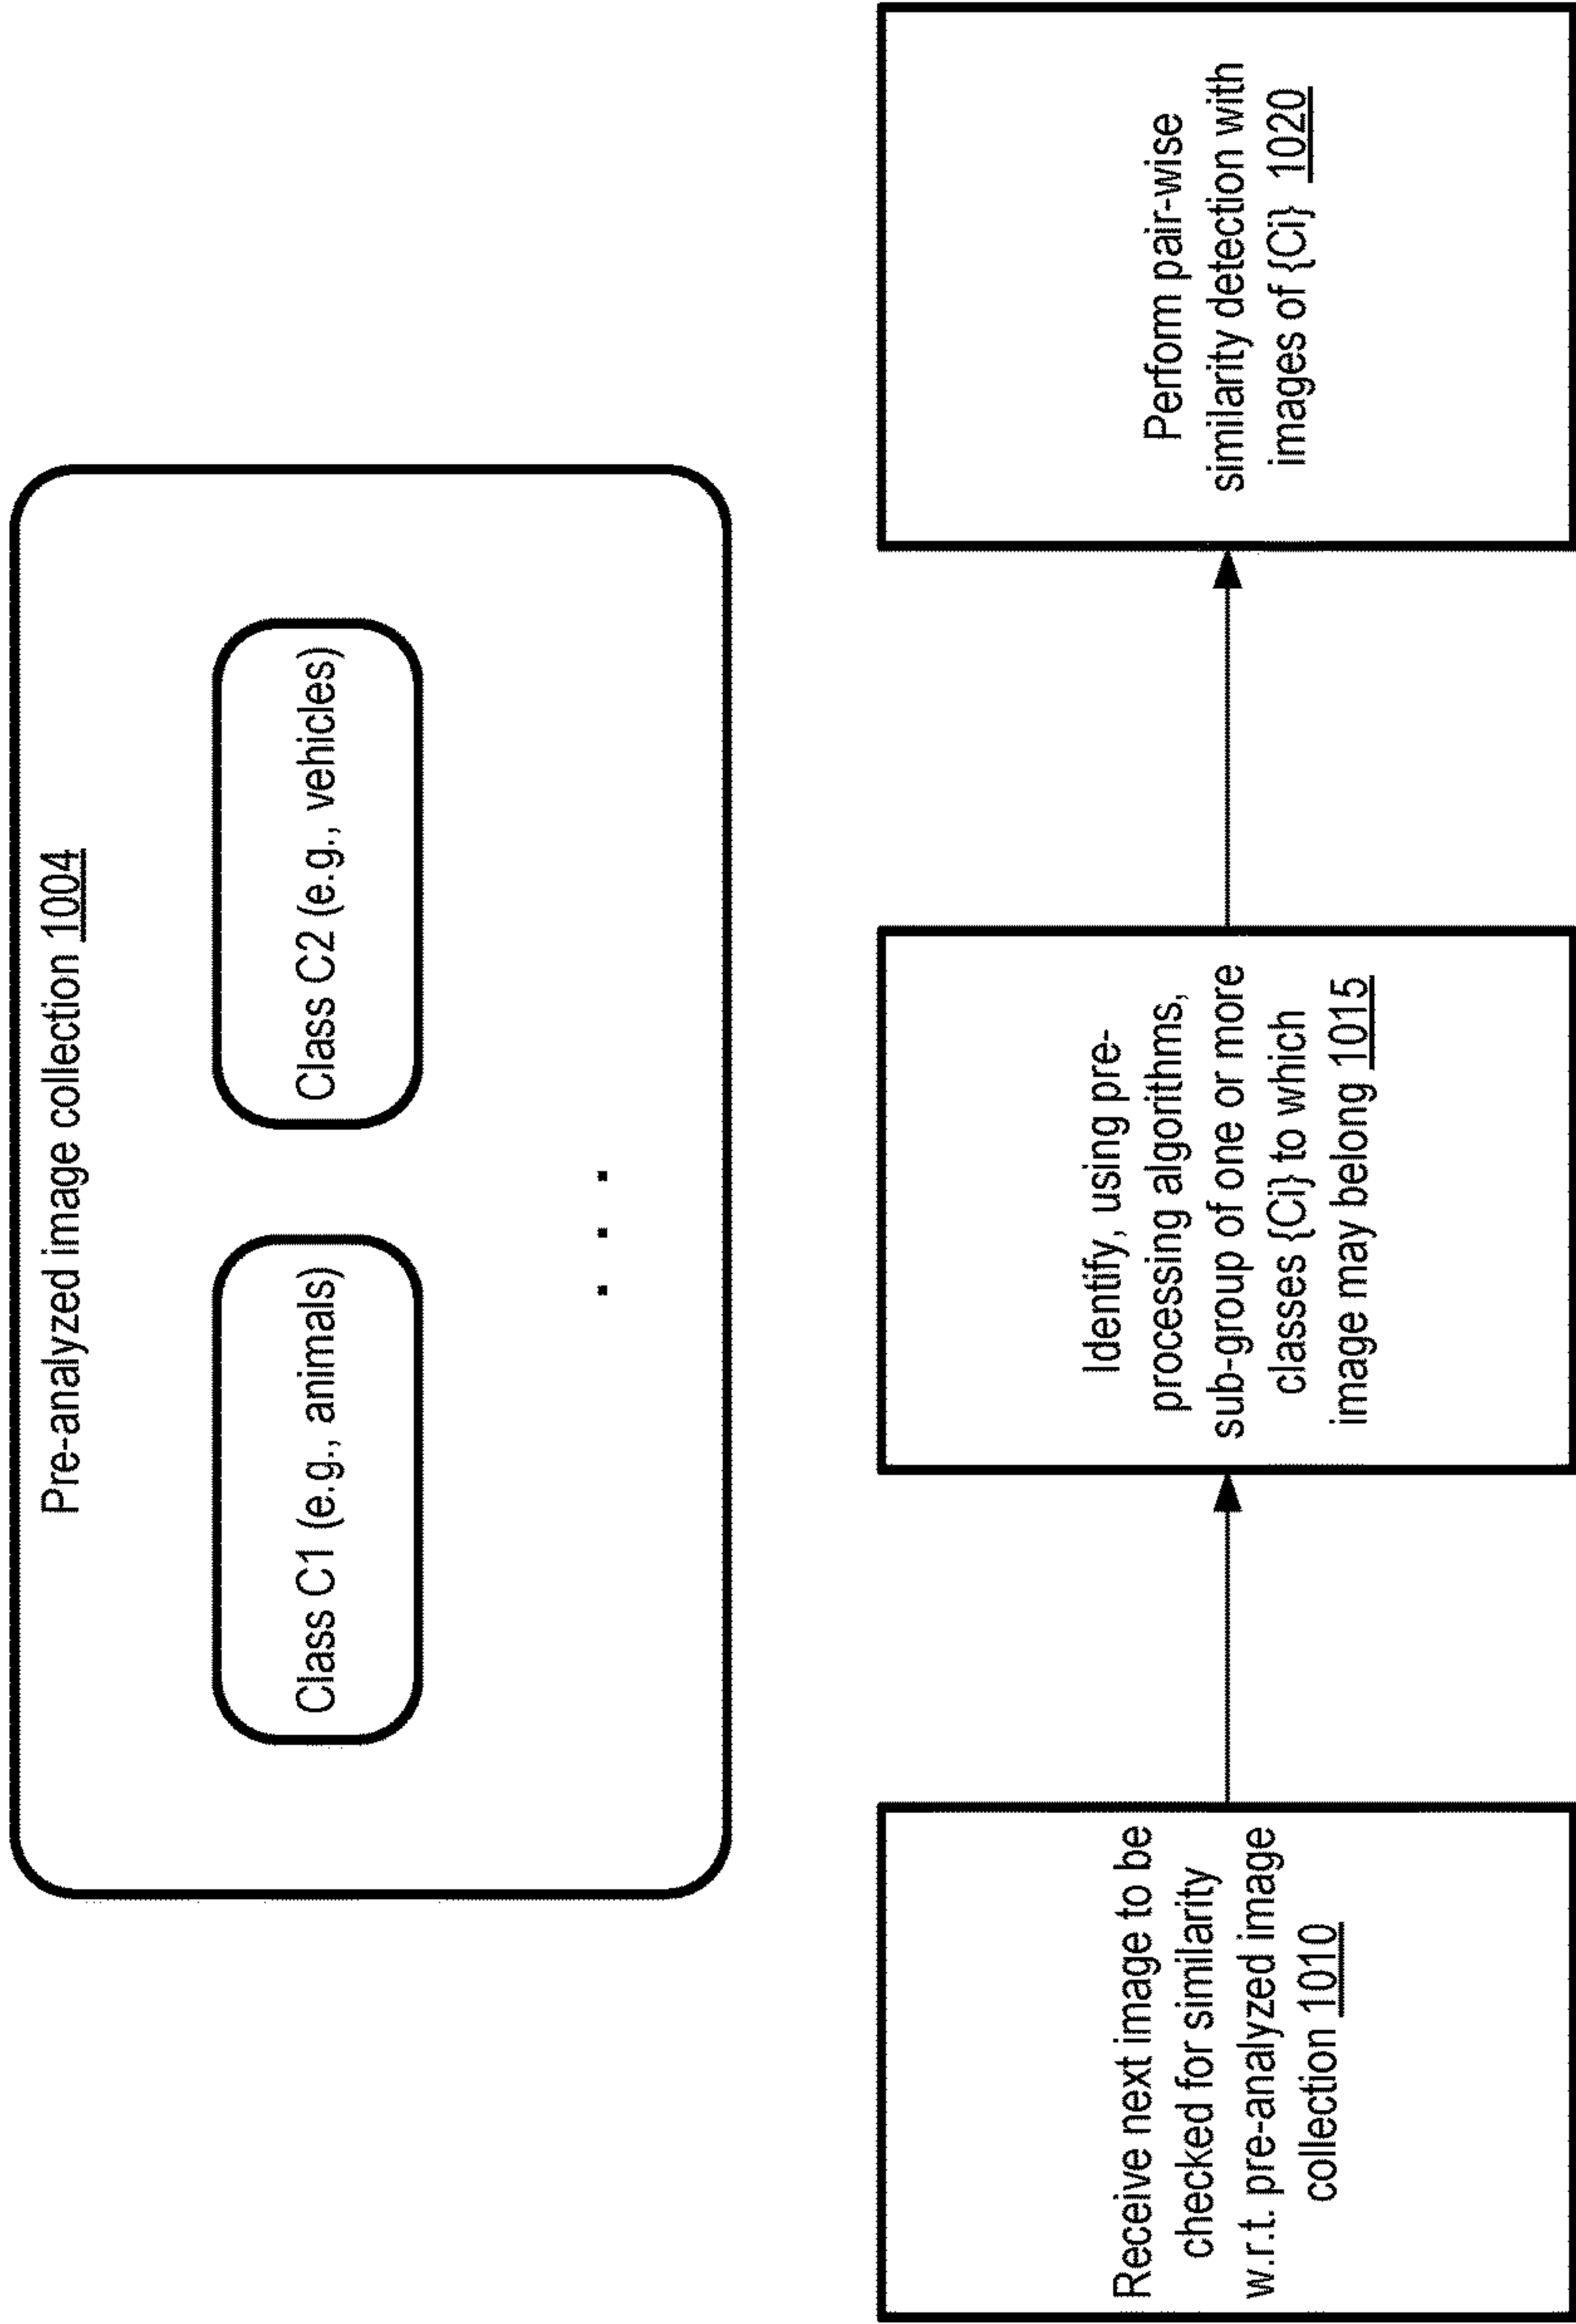 Pre-analyzed image collection 1004
Class C1 (e.g., animals)
Class C2 (e.g., vehicles)
. . .
Receive next image to be
checked for similarity
w.r.t. pre-analyzed image
collection 1010
Identify, using pre-
processing algorithms,
sub-group of one or more
classes {Ci} to which
image may belong 1015
Perfom pair-wise
similarity detection with
images of {Ci} 1020